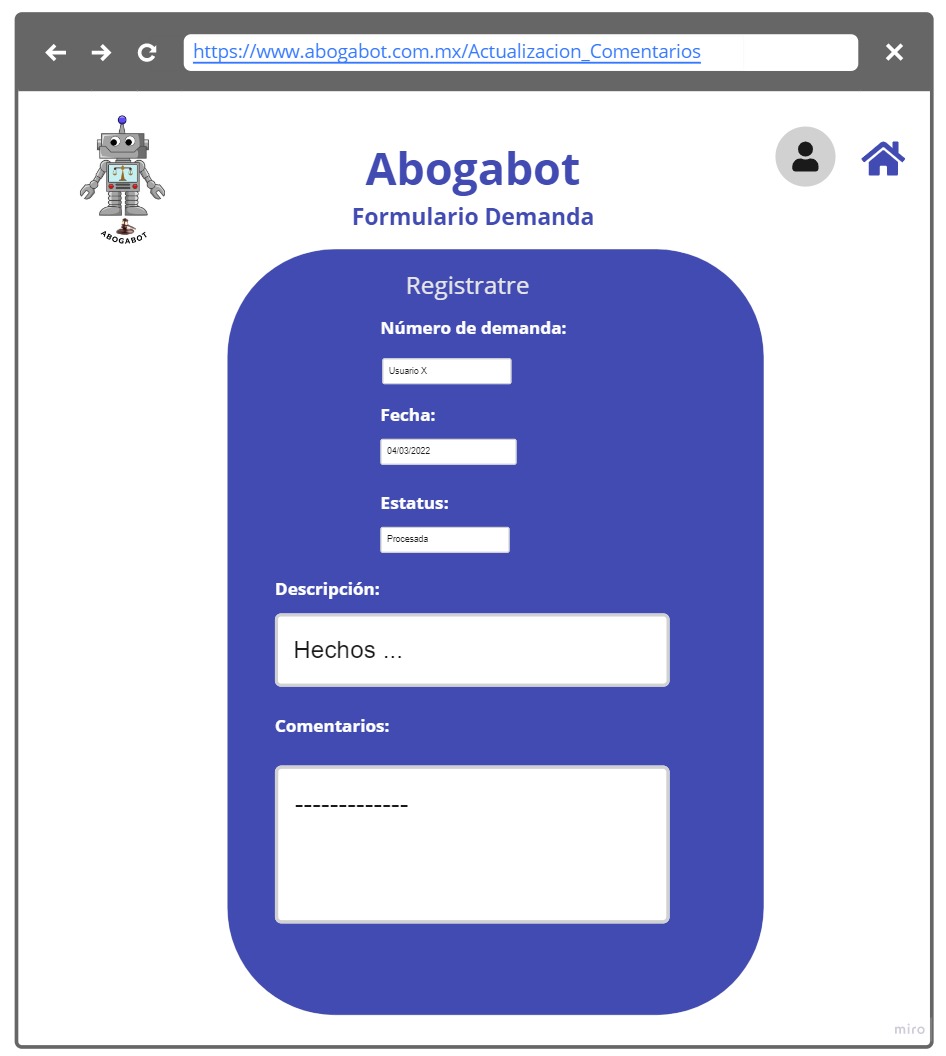 https://www.abogabot.com.mx/Actualizacion_Comentarios
ABOGABOT
Abogabot
Formulario Demanda
Registratre
Número de demanda:
Usuario X
Fecha:
04/03/2022
Estatus:
Procesada
Descripción:
Hechos ...
Comentarios:
-------------
miro